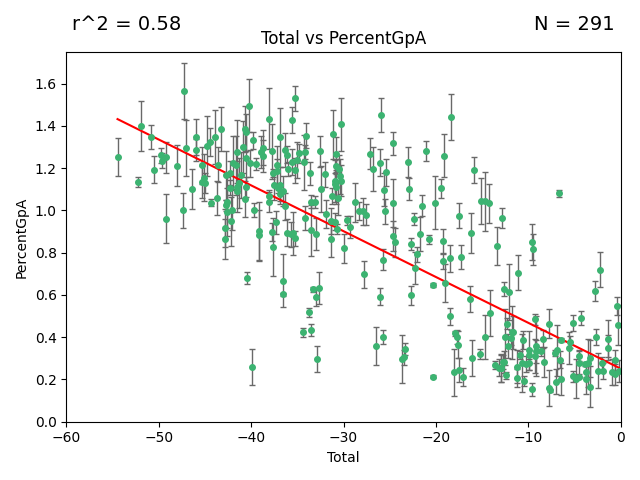 r^2 = 0.58 N = 291
Total vs PercentGpA
PercentGpA
1.6
1.4
1.2
1.0
0.8
0.6
0.4
0.2
0.0
−60 −50 −40 −30 −20 −10 0
Total